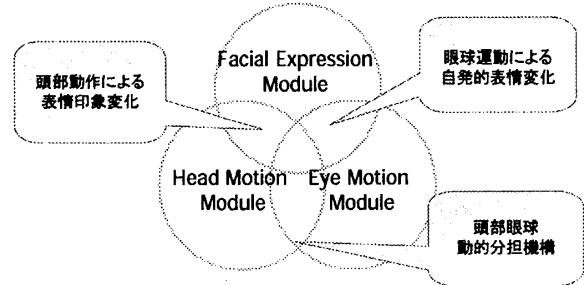 Facial Expression
Module
頭部動作による
表情印象変化
眼球運動による
自発的表情変化
Head Motion
Module
Eye Motion
Module
頭部眼球
動的分担機構